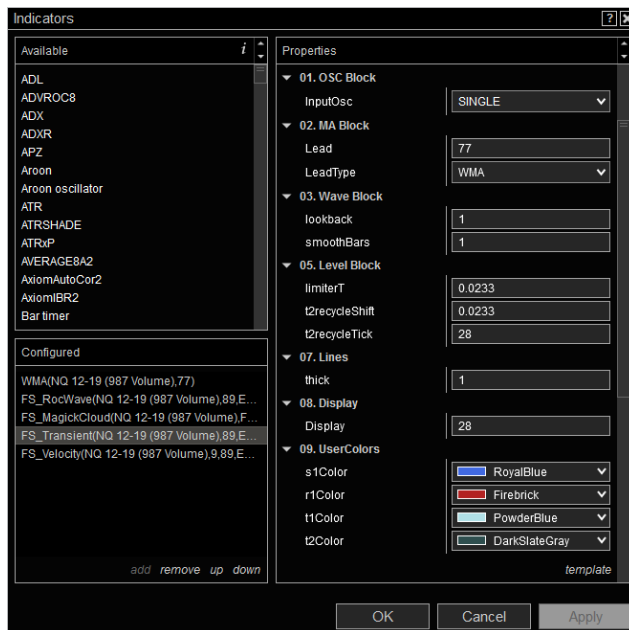 Indicators
?
Available i
ADL
ADVROC8
ADX
ADXR
APZ
Aroon
Aroon oscillator
ATR
ATRSHADE
ATRxP
AVERAGE8A2
AxiomAutoCor2
AxiomIBR2
Bar timer
Configured
WMA(NQ 12-19 (987 Volume),77)
FS_RocWave(NQ 12-19 (987 Volume),89,E...
FS_MagickCloud(NQ 12-19 (987 Volume),F...
FS_Transient(NQ 12-19 (987 Volume),89,E...
FS_Velocity(NQ 12-19 (987 Volume),9,89,E...
add remove up down
Properties
01. OSC Block
InputOsc SINGLE
02. MA Block
Lead 77
LeadType WMA
03. Wave Block
lookback 1
smoothBars 1
05. Level Block
limiterT 0.0233
t2recycleShift 0.0233
t2recycleTick 28
07. Lines
thick 1
08. Display
Display 28
09. UserColors
s1Color RoyalBlue
r1Color Firebrick
t1Color PowderBlue
t2Color DarkSlateGray
template
OK Cancel Apply